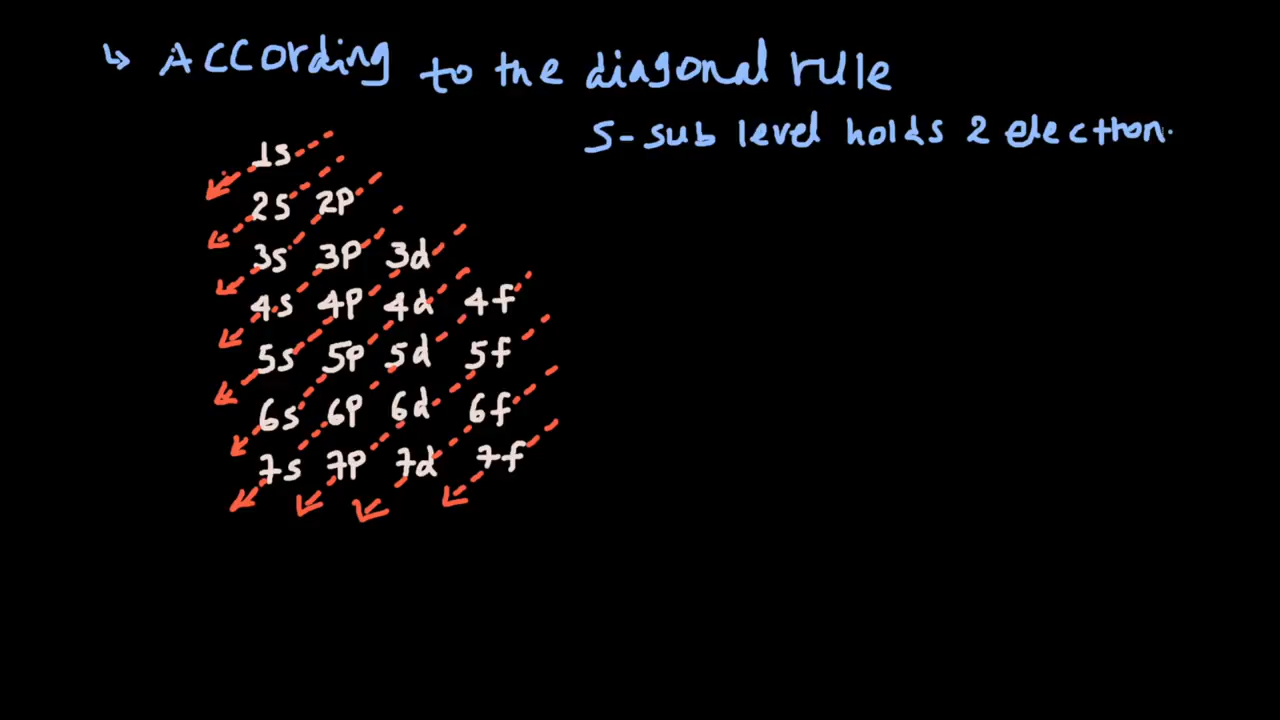 ↳ According to the diagonal rule
S-sub level holds 2 electron.
1s
2s 2p
3s 3p 3d
4s 4p 4d 4f
5s 5p 5d 5f
6s 6p 6d 6f
7s 7p 7d 7f